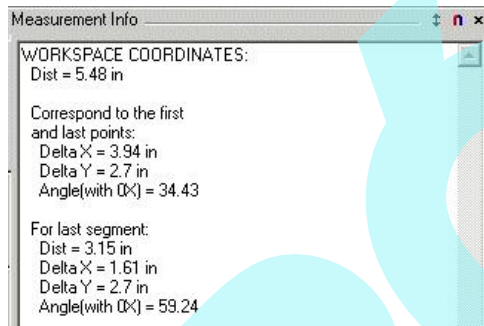 Measurement Info
WORKSPACE COORDINATES:
Dist = 5.48 in
Correspond to the first
and last points:
Delta X = 3.94 in
Delta Y = 2.7 in
Angle(with 0X) = 34.43
For last segment:
Dist = 3.15 in
Delta X = 1.61 in
Delta Y = 2.7 in
Angle(with 0X) = 59.24